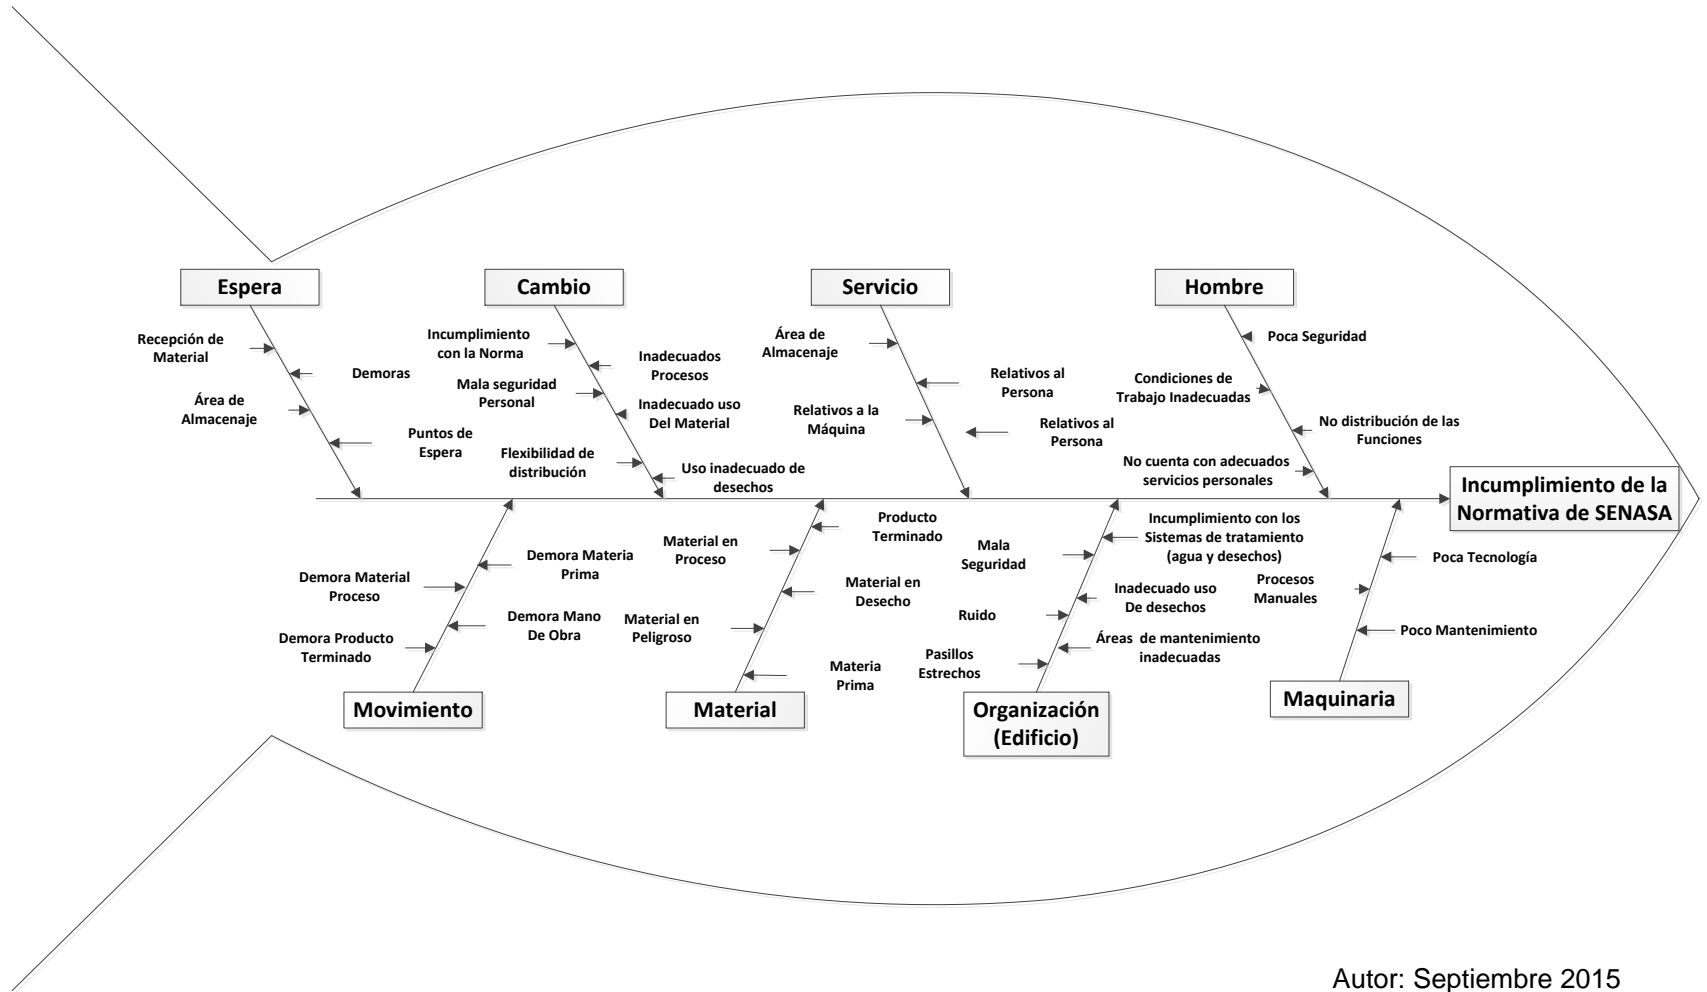 Espera
Cambio
Servicio
Hombre
Recepción de
Material
Demoras
Área de
Almacenaje
Puntos de
Espera
Incumplimiento
con la Norma
Inadecuados
Procesos
Mala seguridad
Personal
Inadecuado uso
Del Material
Flexibilidad de
distribución
Uso inadecuado de
desechos
Área de
Almacenaje
Relativos al
Persona
Relativos a la
Máquina
Relativos al
Persona
Poca Seguridad
Condiciones de
Trabajo Inadecuadas
No distribución de las
Funciones
No cuenta con adecuados
servicios personales
Incumplimiento de la
Normativa de SENASA
Demora Materia
Prima
Demora Material
Proceso
Demora Mano
De Obra
Demora Producto
Terminado
Producto
Terminado
Material en
Proceso
Material en
Desecho
Material en
Peligroso
Materia
Prima
Incumplimiento con los
Sistemas de tratamiento
(agua y desechos)
Mala
Seguridad
Inadecuado uso
De desechos
Ruido
Áreas  de mantenimiento
inadecuadas
Pasillos
Estrechos
Poca Tecnología
Procesos
Manuales
Poco Mantenimiento
Movimiento
Material
Organización
(Edificio)
Maquinaria
Autor: Septiembre 2015